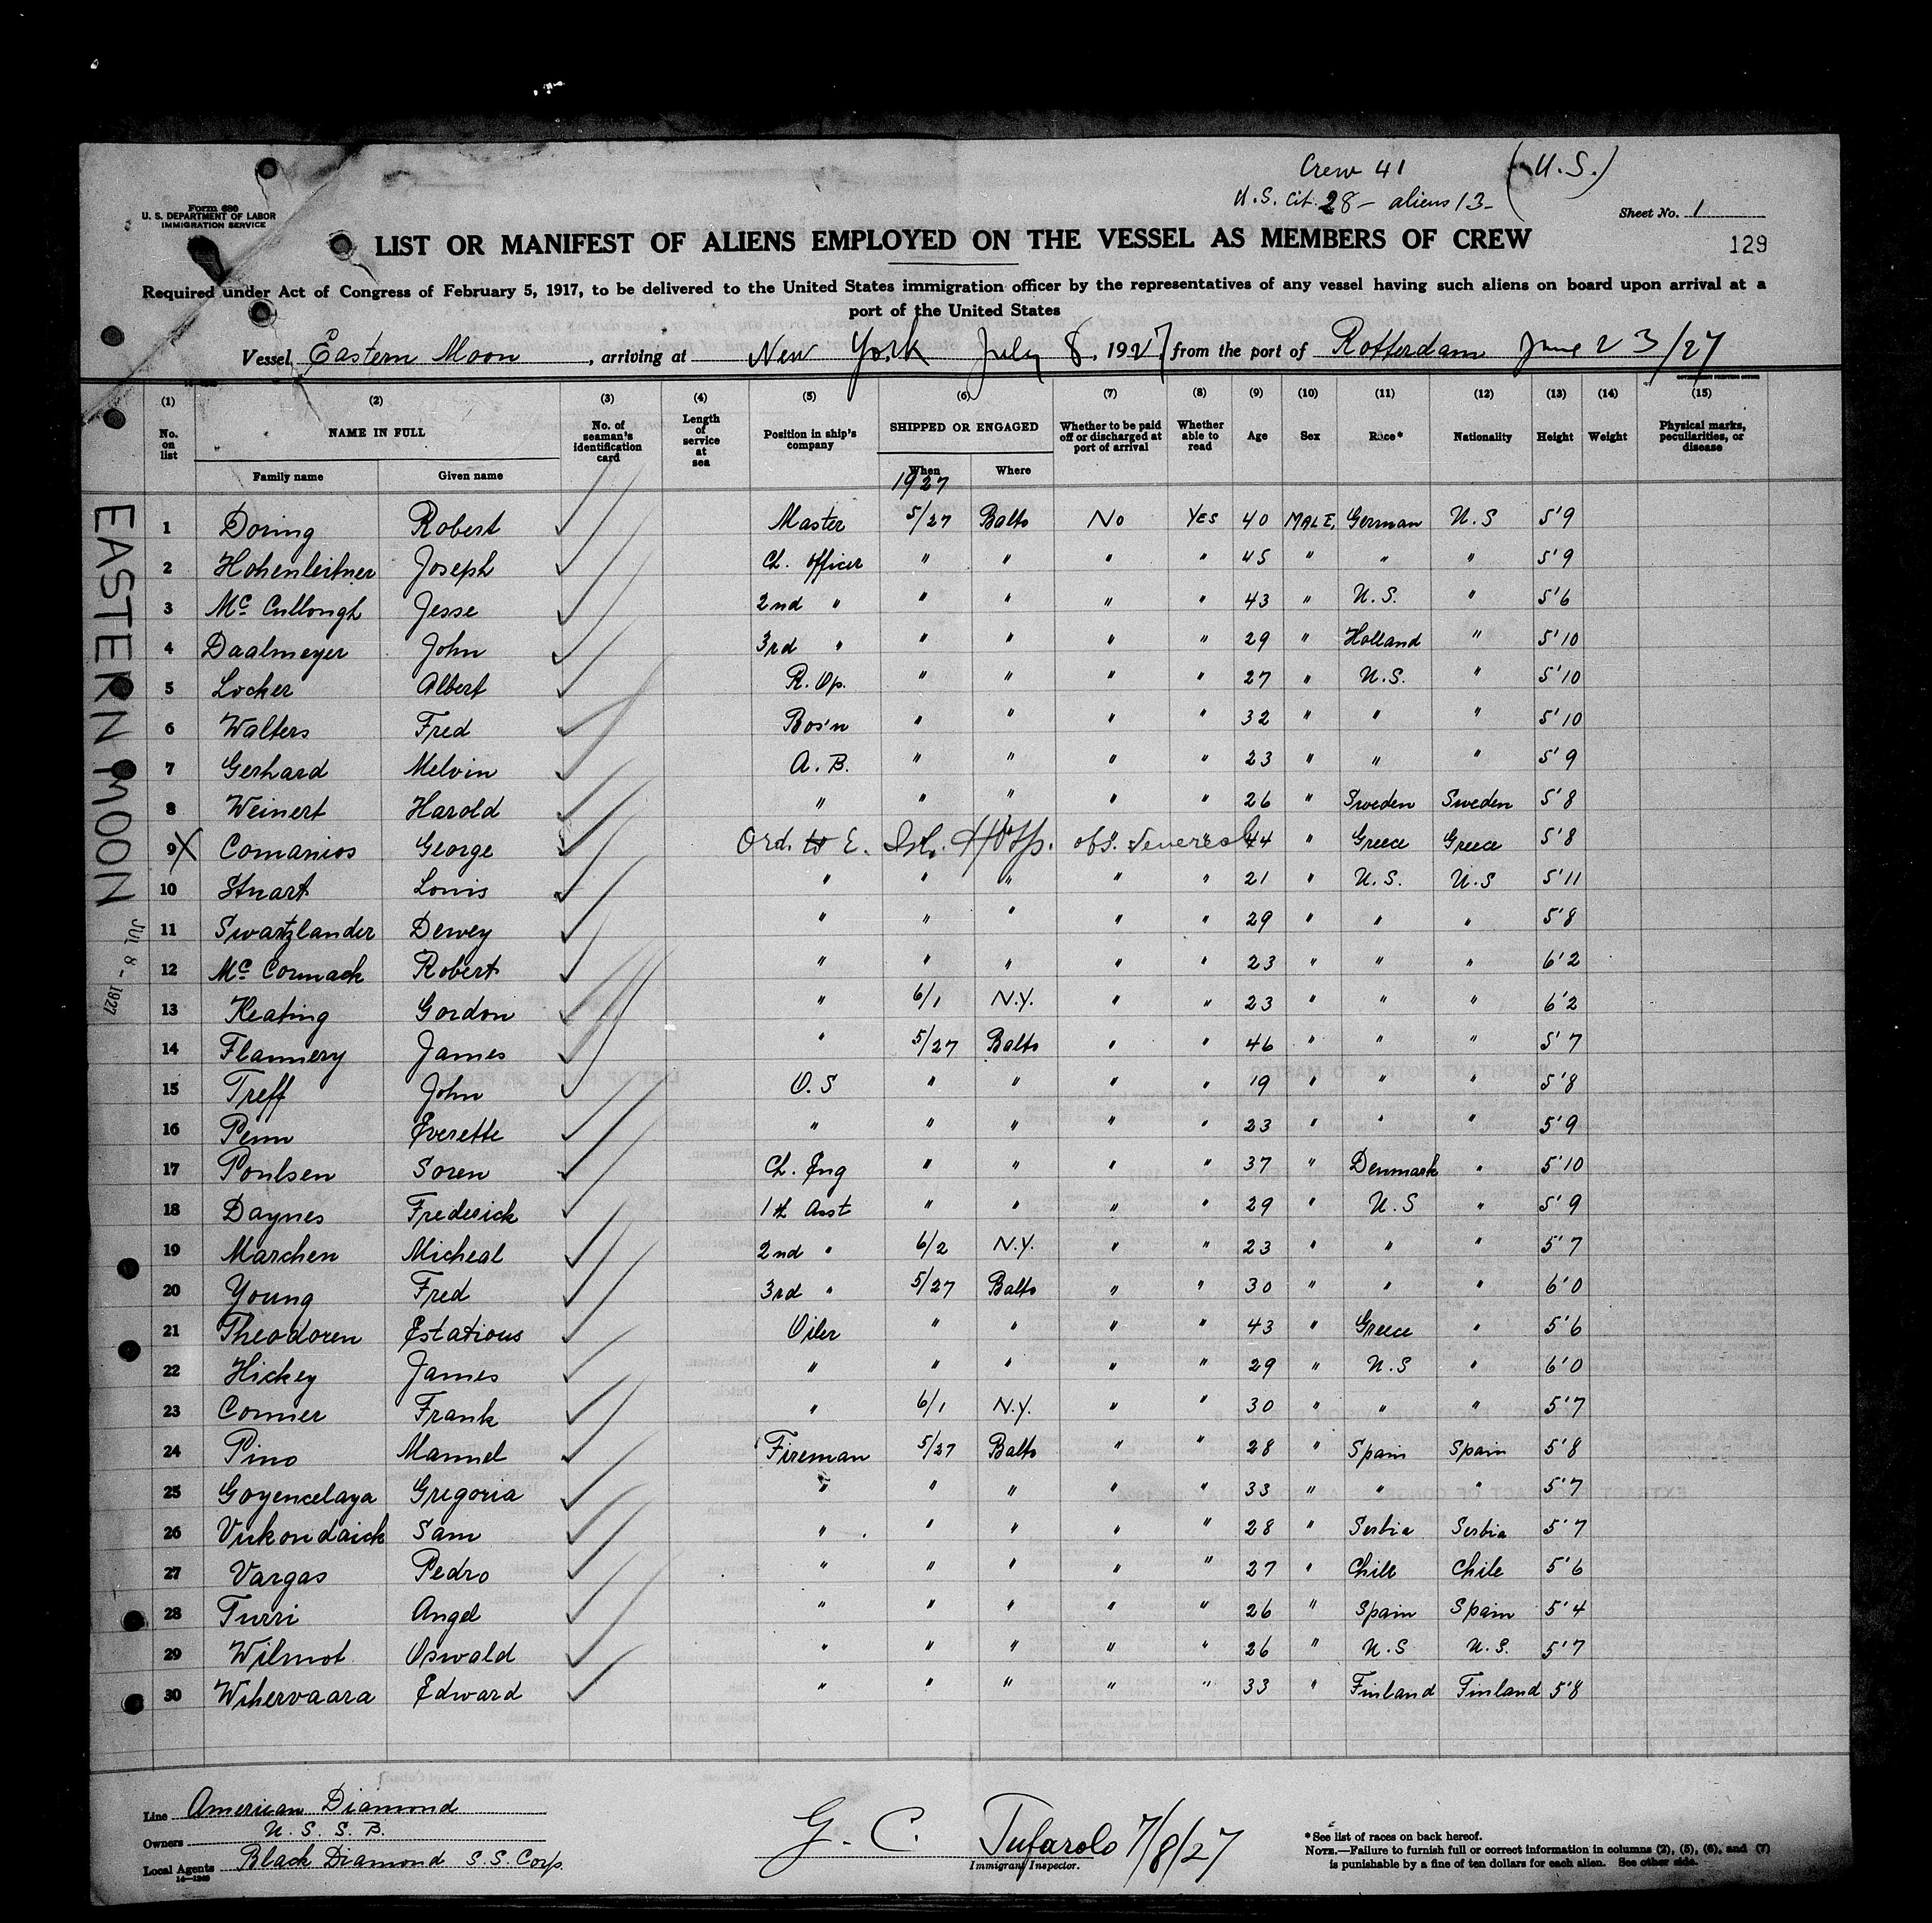 Crew 41 (U.S.)
U.S. cit. 28 - aliens 13 -
Form 680
U. S. DEPARTMENT OF LABOR
IMMIGRATION SERVICE
Sheet No. 1
LIST OR MANIFEST OF ALIENS EMPLOYED ON THE VESSEL AS MEMBERS OF CREW
129
Required under Act of Congress of February 5, 1917, to be delivered to the United States immigration officer by the representatives of any vessel having such aliens on board upon arrival at a
port of the United States
Vessel Eastern Moon, arriving at New York July 8, 1927 from the port of Rotterdam June 23/27
(1) (2) (3) (4) (5) (6) (7) (8) (9) (10) (11) (12) (13) (14) (15)
No. on list NAME IN FULL No. of seaman's identification card Length of service at sea Position in ship's company SHIPPED OR ENGAGED Whether to be paid off or discharged at port of arrival Whether able to read Age Sex Race* Nationality Height Weight Physical marks, peculiarities, or disease
Family name Given name When Where
1927
1 Doring Robert Master 5/27 Balto No YES 40 MALE. German U.S 5'9
2 Hohenleitner Joseph Ch. Officer " " " " 45 " " " 5'9
3 Mc Cullough Jesse 2nd " " " " " 43 " U.S. " 5'6
4 Daalmeyer John 3rd " " " " " 29 " Holland " 5'10
5 Locher Albert R. Op. " " " " 27 " U.S. " 5'10
6 Walters Fred Bos'n " " " " 32 " " " 5'10
7 Gerhard Melvin A. B. " " " " 23 " " " 5'9
8 Weinert Harold " " " " " 26 " Sweden Sweden 5'8
9 X Comanios George Ord. to E. Isl. Hosp. obs. venereal 44 " Greece Greece 5'8
10 Stuart Louis " " " " " 21 " U.S. U.S 5'11
11 Swartzlander Dewey " " " " " 29 " " " 5'8
12 Mc Cormack Robert " " " " " 23 " " " 6'2
13 Keating Gordon " 6/1 N.Y. " " 23 " " " 6'2
14 Flannery James " 5/27 Balto " " 46 " " " 5'7
15 Treff John O. S " " " " 19 " " " 5'8
16 Penn Everette " " " " " 23 " " " 5'9
17 Poulsen Soren Ch. Eng " " " " 37 " Denmark " 5'10
18 Daynes Frederick 1st Asst " " " " 29 " U.S " 5'9
19 Marchen Micheal 2nd " 6/2 N.Y. " " 23 " " " 5'7
20 Young Fred 3rd " 5/27 Balto " " 30 " " " 6'0
21 Theodoren Estatious Oiler " " " " 43 " Greece " 5'6
22 Hickey James " " " " " 29 " U.S " 6'0
23 Conner Frank " 6/1 N.Y. " " 30 " " " 5'7
24 Pino Manuel Fireman 5/27 Balto " " 28 " Spain Spain 5'8
25 Goyencelaya Gregoria " " " " " 33 " " " 5'7
26 Vukondaick Sam " " " " " 28 " Serbia Serbia 5'7
27 Vargas Pedro " " " " " 27 " Chile Chile 5'6
28 Turri Angel " " " " " 26 " Spain Spain 5'4
29 Wilmot Oswald " " " " " 26 " U.S U.S. 5'7
30 Wihervaara Edward " " " " " 33 " Finland Finland 5'8
EASTERN MOON JUL 8 - 1927
Line American Diamond
Owners U. S. S. B.
Local Agents Black Diamond S.S. Corp.
G. C. Tufarolo 7/8/27
Immigrant Inspector.
*See list of races on back hereof.
NOTE.—Failure to furnish full or correct information in columns (2), (5), (6), and (7)
is punishable by a fine of ten dollars for each alien. See other side.